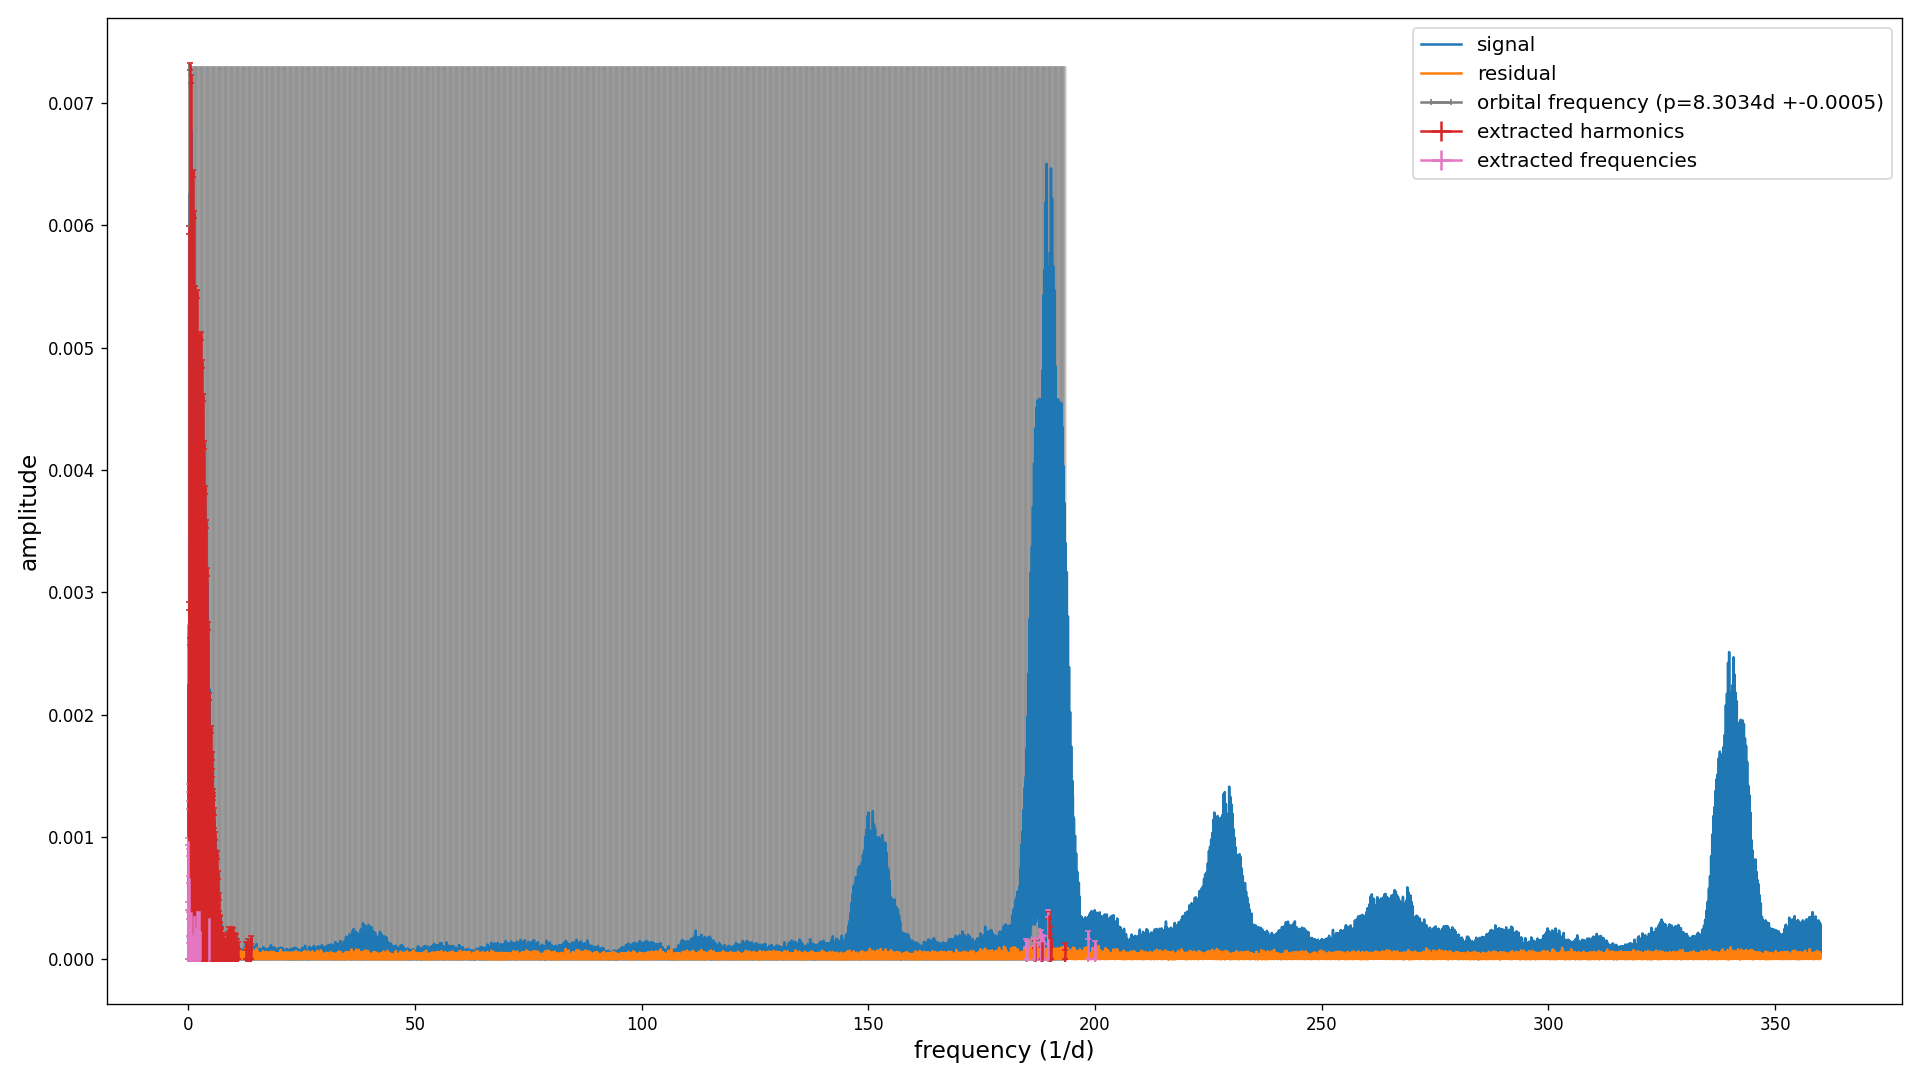 signal
residual
orbital frequency (p=8.3034d +-0.0005)
extracted harmonics
extracted frequencies
amplitude
0.007
0.006
0.005
0.004
0.003
0.002
0.001
0.000
0 50 100 150 200 250 300 350
frequency (1/d)